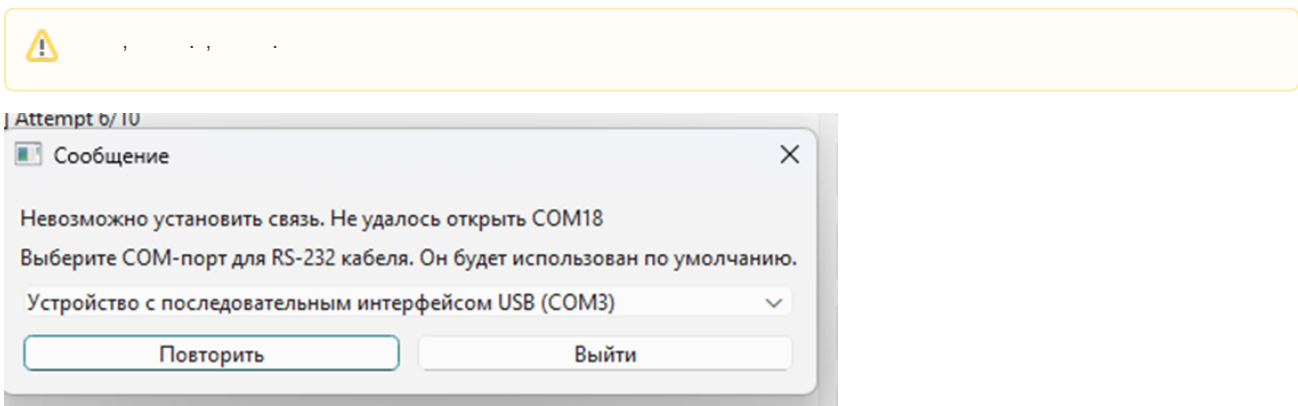 , . , .
] Attempt 6/10
Сообщение
Невозможно установить связь. Не удалось открыть COM18
Выберите COM-порт для RS-232 кабеля. Он будет использован по умолчанию.
Устройство с последовательным интерфейсом USB (COM3)
Повторить
Выйти